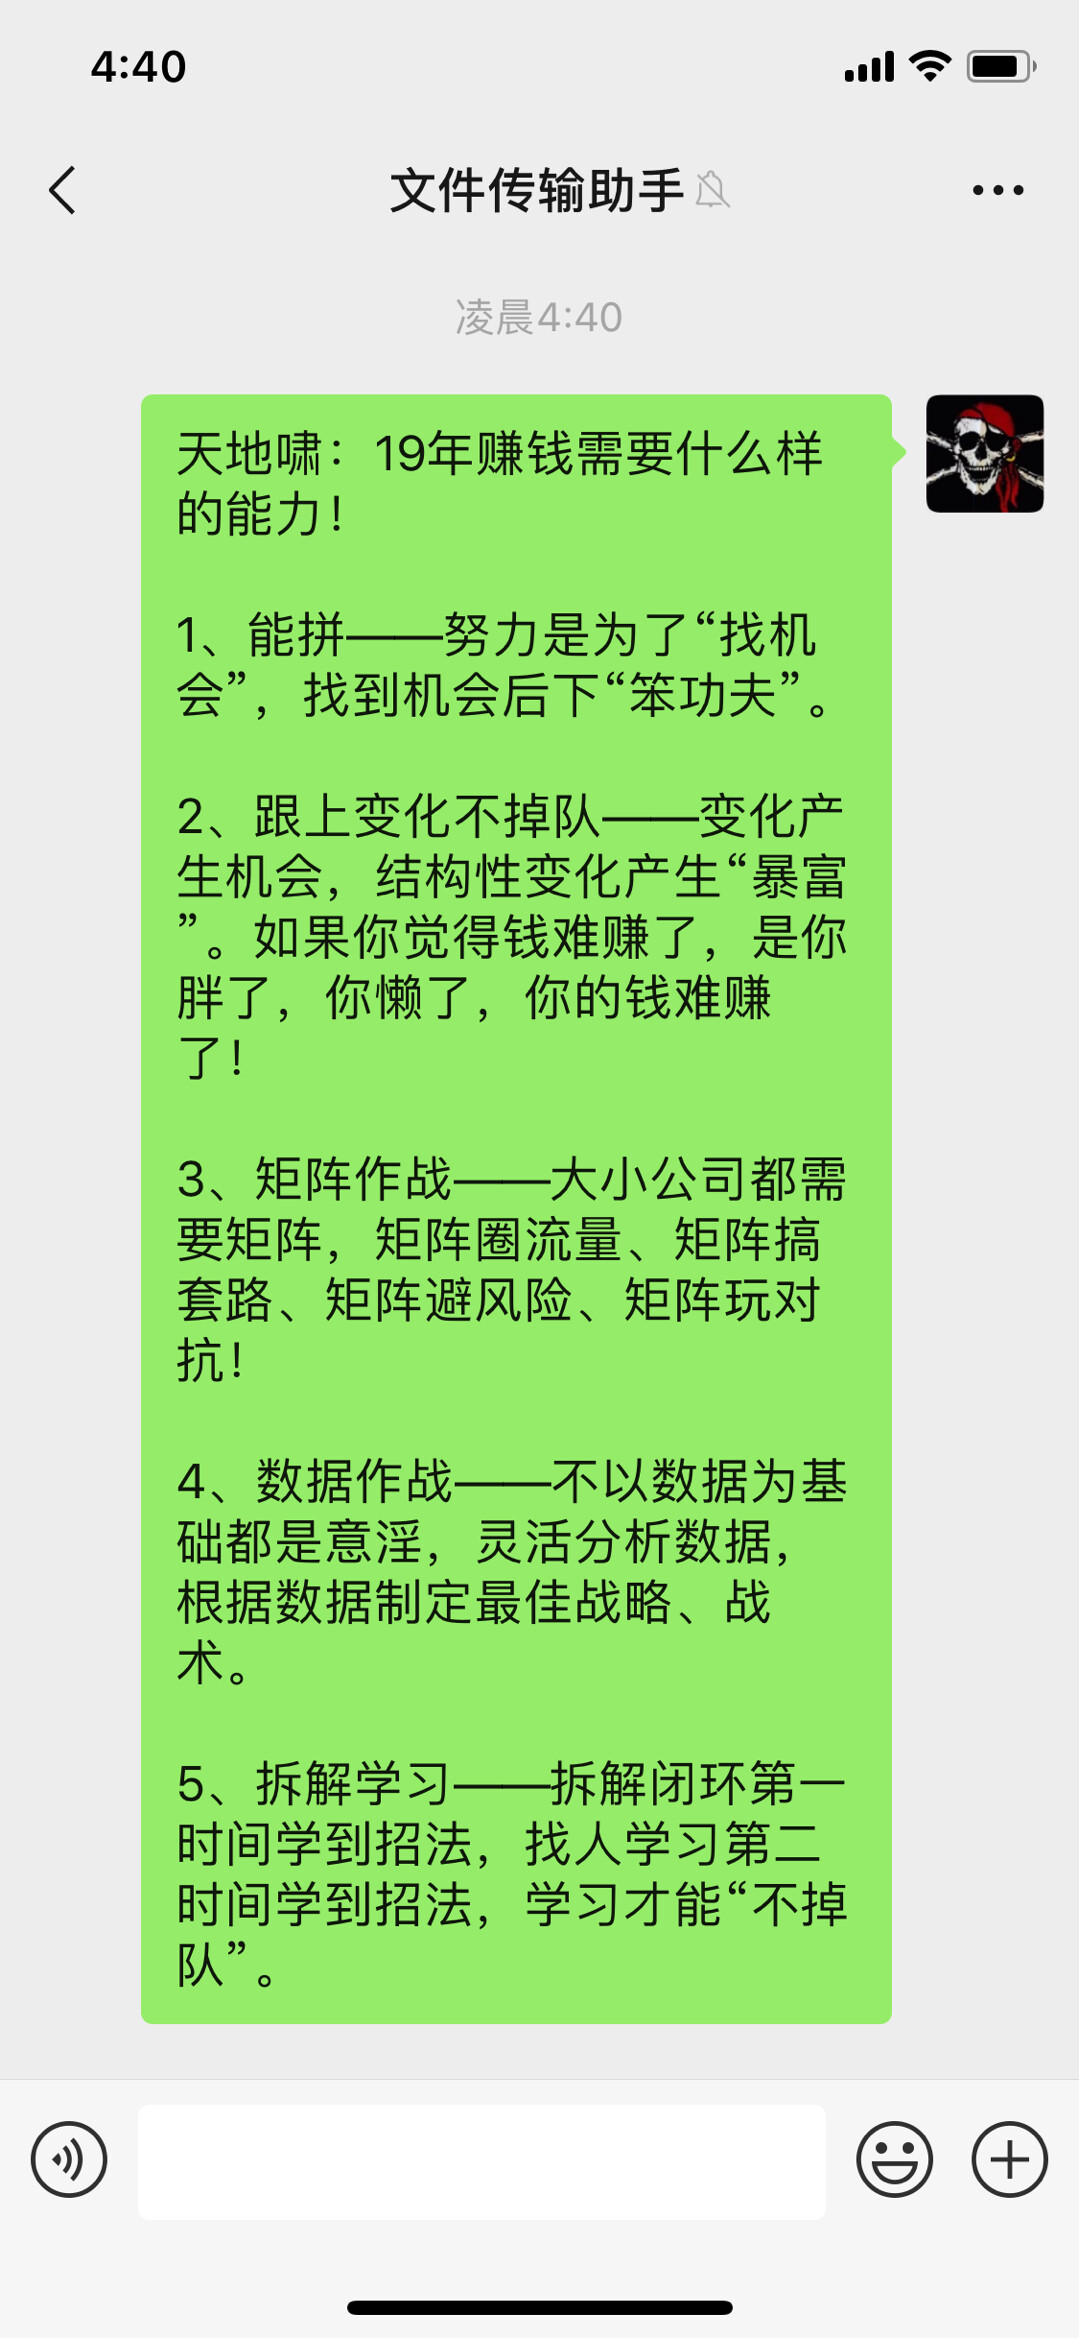 4:40
文件传输助手
凌晨4:40
天地啸：19年赚钱需要什么样
的能力！
1、能拼——努力是为了“找机
会”，找到机会后下“笨功夫”。
2、跟上变化不掉队——变化产
生机会，结构性变化产生“暴富
”。如果你觉得钱难赚了，是你
胖了，你懒了，你的钱难赚
了！
3、矩阵作战——大小公司都需
要矩阵，矩阵圈流量、矩阵搞
套路、矩阵避风险、矩阵玩对
抗！
4、数据作战——不以数据为基
础都是意淫，灵活分析数据，
根据数据制定最佳战略、战
术。
5、拆解学习——拆解闭环第一
时间学到招法，找人学习第二
时间学到招法，学习才能“不掉
队”。